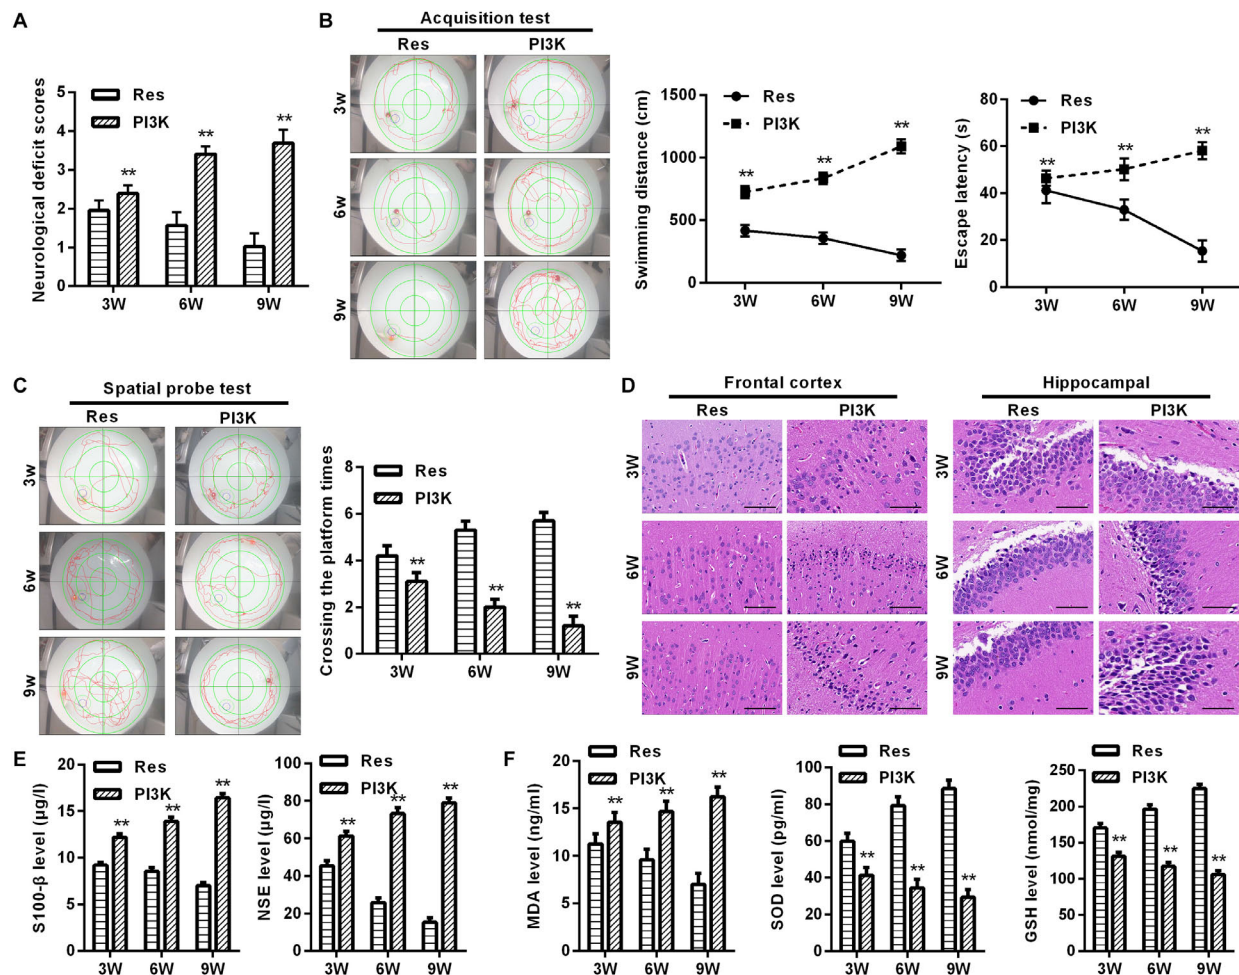 A
Neurological deficit scores
5
4
3
2
1
0
Res
PI3K
**
**
**
3W
6W
9W
B
Acquisition test
Res
PI3K
3w
6w
9w
Swimming distance (cm)
1500
1000
500
0
Res
PI3K
**
**
**
3W
6W
9W
Escape latency (s)
80
60
40
20
0
Res
PI3K
**
**
**
3W
6W
9W
C
Spatial probe test
Res
PI3K
3w
6w
9w
Crossing the platform times
8
6
4
2
0
Res
PI3K
**
**
**
3W
6W
9W
D
Frontal cortex
Res
PI3K
3W
6W
9W
Hippocampal
Res
PI3K
3W
6W
9W
E
S100-β level (μg/l)
20
15
10
5
0
Res
PI3K
**
**
**
3W
6W
9W
NSE level (μg/l)
100
80
60
40
20
0
Res
PI3K
**
**
**
3W
6W
9W
F
MDA level (ng/ml)
20
15
10
5
0
Res
PI3K
**
**
**
3W
6W
9W
SOD level (pg/ml)
100
80
60
40
20
0
Res
PI3K
**
**
**
3W
6W
9W
GSH level (nmol/mg)
250
200
150
100
50
0
Res
PI3K
**
**
**
3W
6W
9W